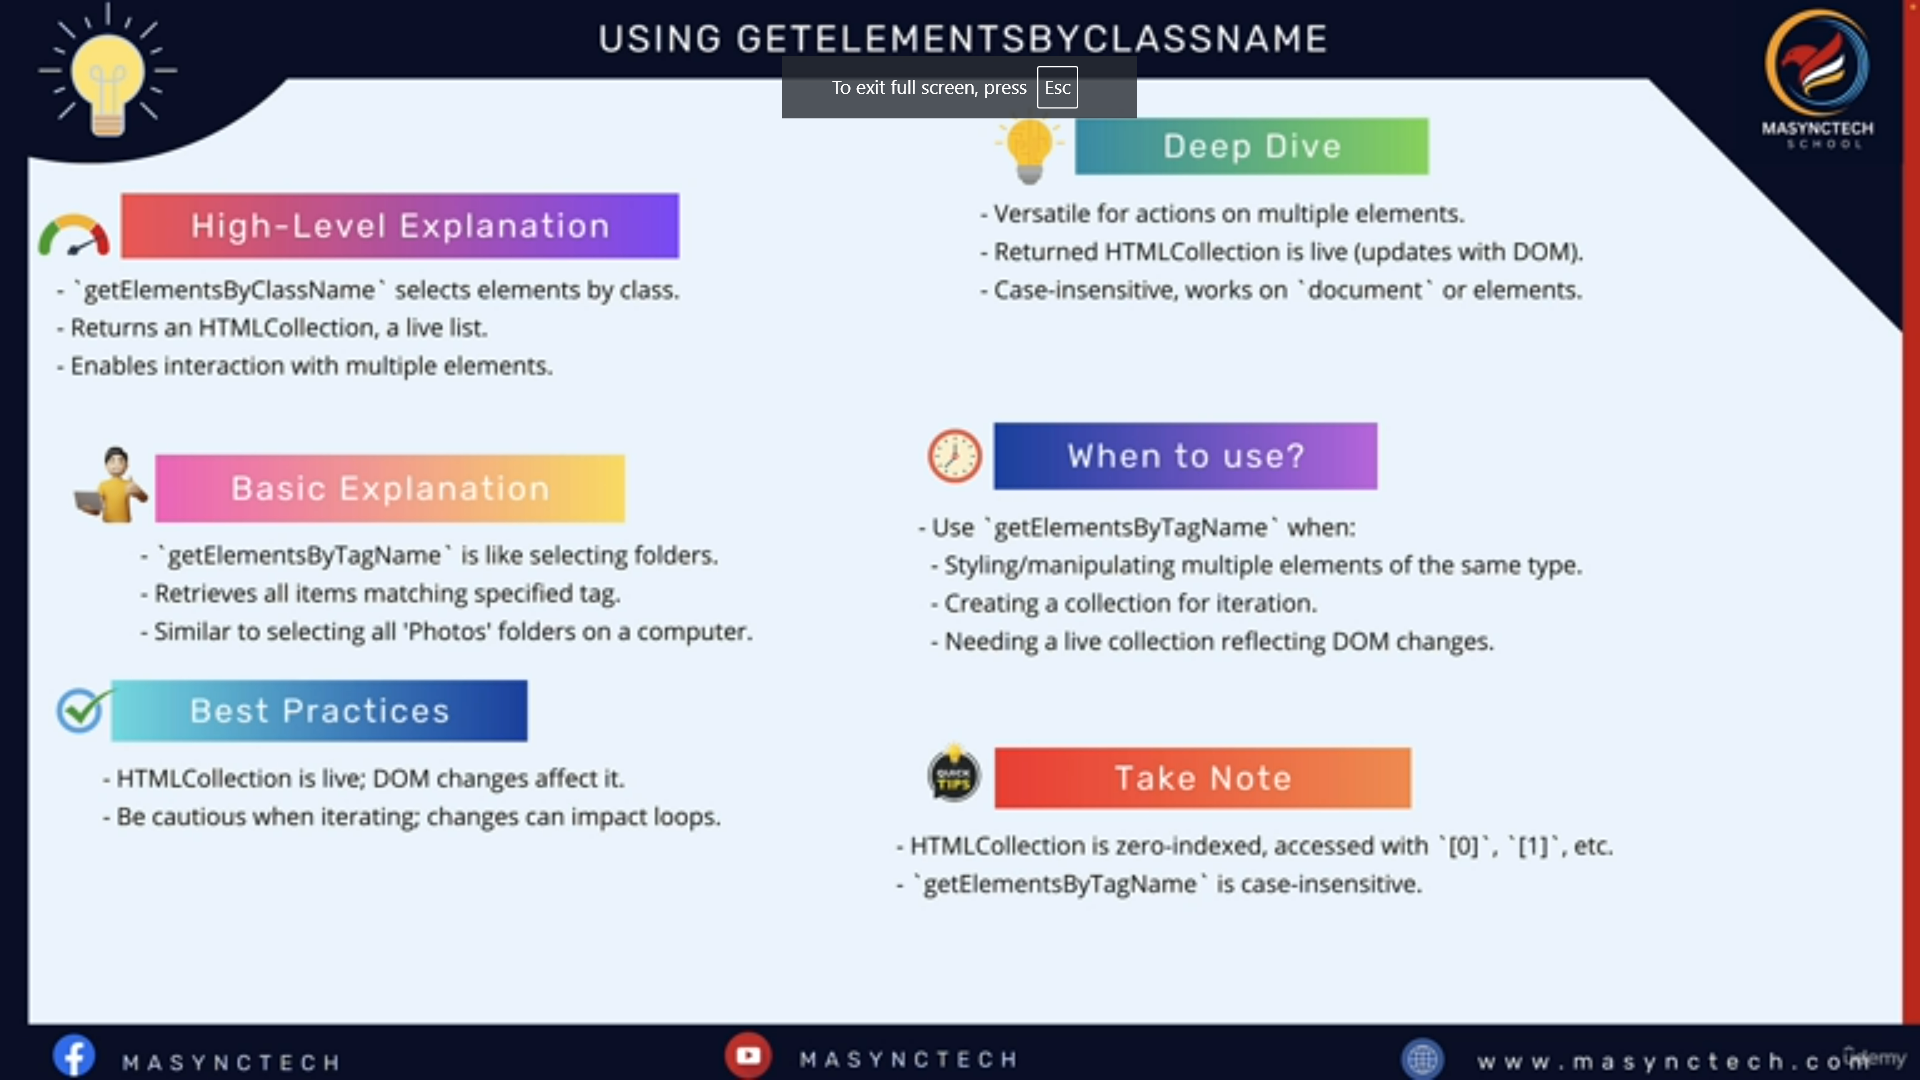 USING GETELEMENTSBYCLASSNAME
To exit full screen, press Esc
MASYNCTECH
SCHOOL
High-Level Explanation
- `getElementsByClassName` selects elements by class.
- Returns an HTMLCollection, a live list.
- Enables interaction with multiple elements.
Basic Explanation
- `getElementsByTagName` is like selecting folders.
- Retrieves all items matching specified tag.
- Similar to selecting all 'Photos' folders on a computer.
Best Practices
- HTMLCollection is live; DOM changes affect it.
- Be cautious when iterating; changes can impact loops.
Deep Dive
- Versatile for actions on multiple elements.
- Returned HTMLCollection is live (updates with DOM).
- Case-insensitive, works on `document` or elements.
When to use?
- Use `getElementsByTagName` when:
- Styling/manipulating multiple elements of the same type.
- Creating a collection for iteration.
- Needing a live collection reflecting DOM changes.
QUICK
TIPS
Take Note
- HTMLCollection is zero-indexed, accessed with `[0]`, `[1]`, etc.
- `getElementsByTagName` is case-insensitive.
MASYNCTECH
MASYNCTECH
www.masynctech.com
ûdemy